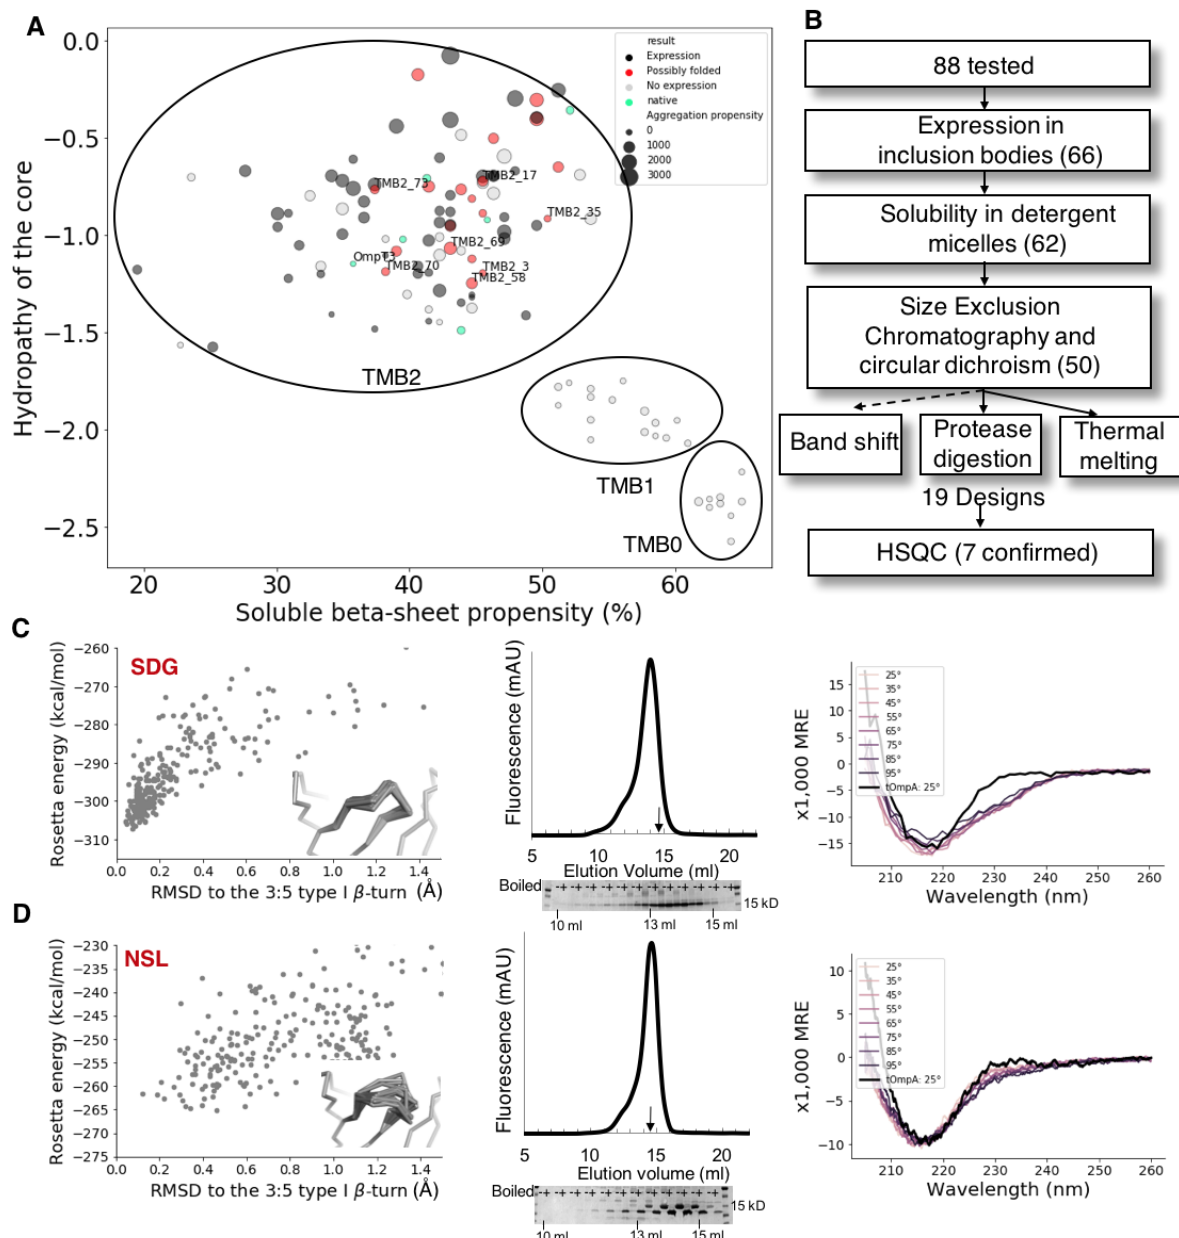 A
0.0
−0.5
−1.0
−1.5
−2.0
−2.5
Hydropathy of the core
20
30
40
50
60
Soluble beta-sheet propensity (%)
result
Expression
Possibly folded
No expression
native
Aggregation propensity
0
1000
2000
3000
TMB2_73
TMB2_17
TMB2_35
TMB2_69
OmpT3
TMB2_70
TMB2_3
TMB2_58
TMB2
TMB1
TMB0
B
88 tested
Expression in
inclusion bodies (66)
Solubility in detergent
micelles (62)
Size Exclusion
Chromatography and
circular dichroism (50)
Band shift
Protease
digestion
Thermal
melting
19 Designs
HSQC (7 confirmed)
C
SDG
−260
−270
−280
−290
−300
−310
Rosetta energy (kcal/mol)
0.0 0.2 0.4 0.6 0.8 1.0 1.2 1.4
RMSD to the 3:5 type I β-turn (Å)
Fluorescence (mAU)
5 10 15 20
Elution Volume (ml)
Boiled
- + - + - + - + - + - + - + - + - + - + - +
15 kD
10 ml 13 ml 15 ml
x1,000 MRE
15
10
5
0
−5
−10
−15
25°
35°
45°
55°
65°
75°
85°
95°
tOmpA: 25°
210 220 230 240 250 260
Wavelength (nm)
D
NSL
−230
−235
−240
−245
−250
−255
−260
−265
−270
−275
Rosetta energy (kcal/mol)
0.0 0.2 0.4 0.6 0.8 1.0 1.2 1.4
RMSD to the 3:5 type I β-turn (Å)
Fluorescence (mAU)
5 10 15 20
Elution volume (ml)
Boiled
- + - + - + - + - + - + - + - + - + - + - +
15 kD
10 ml 13 ml 15 ml
x1,000 MRE
10
5
0
−5
−10
25°
35°
45°
55°
65°
75°
85°
95°
tOmpA: 25°
210 220 230 240 250 260
Wavelength (nm)